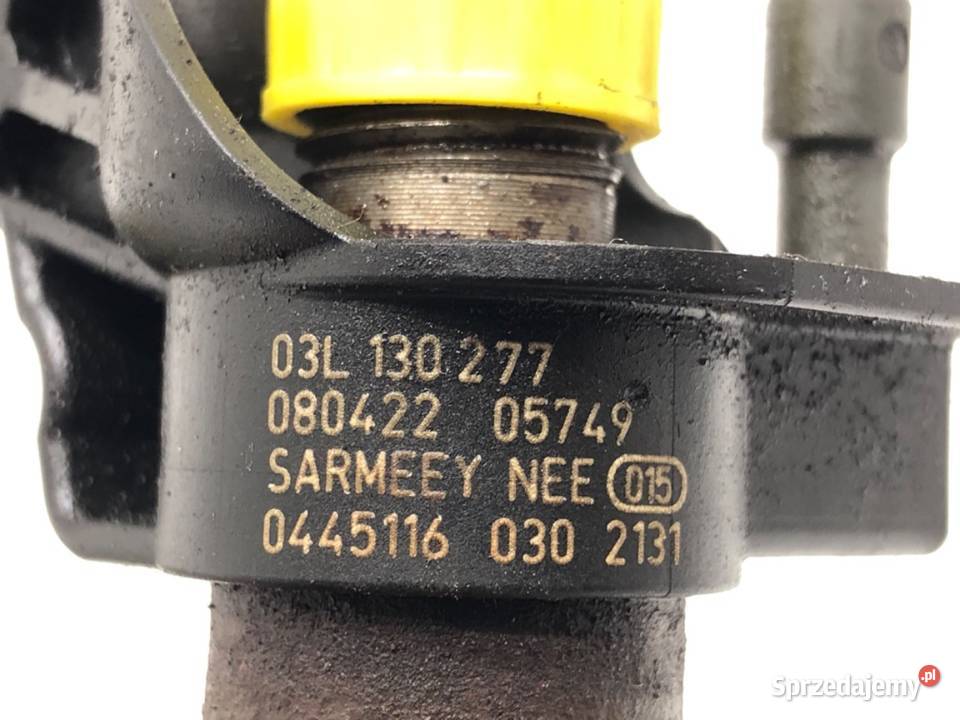 03L 130 277
080422 05749
SARMEEY NEE 015
0445116 030 2131
Sprzedajemy.pl